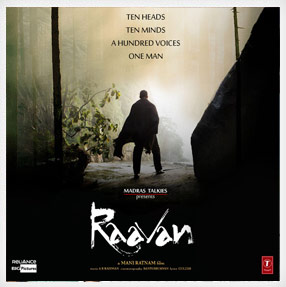 TEN HEADS
TEN MINDS
A HUNDRED VOICES
ONE MAN
MADRAS TALKIES
presents
Raavan
a MANI RATNAM film
RELIANCE
BIG Pictures
T